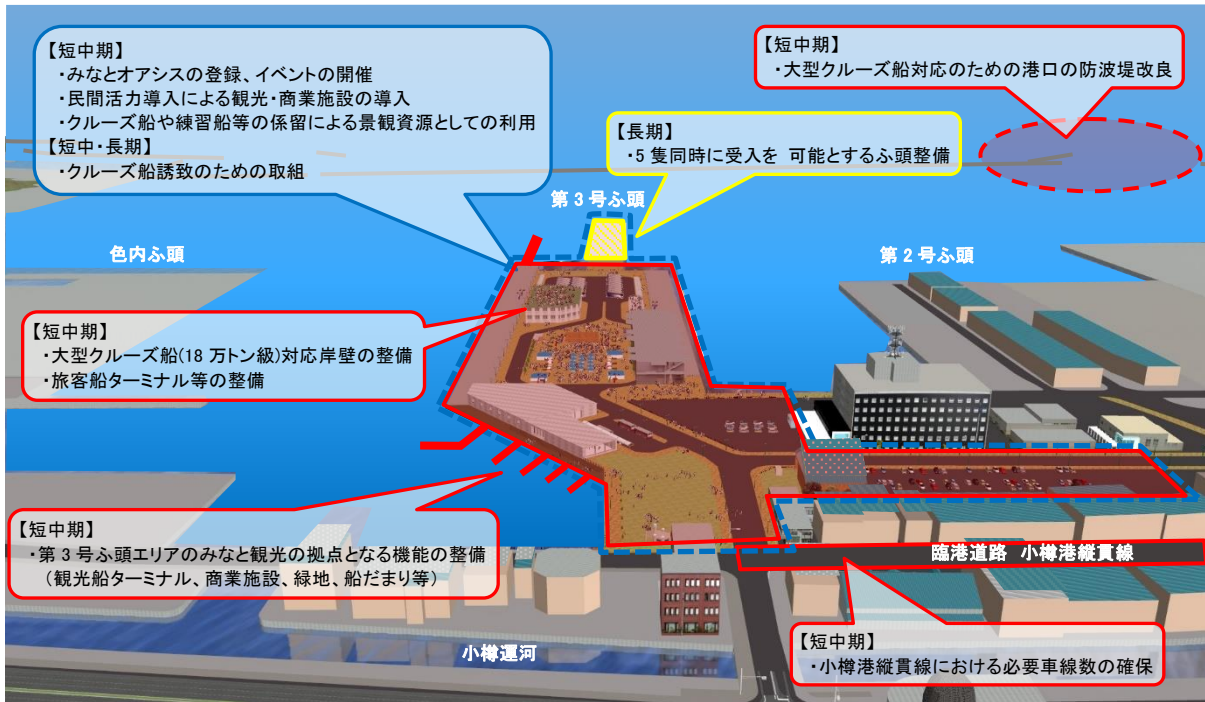 【短中期】
・みなとオアシスの登録、イベントの開催
・民間活力導入による観光・商業施設の導入
・クルーズ船や練習船等の係留による景観資源としての利用
【短中・長期】
・クルーズ船誘致のための取組
【短中期】
・大型クルーズ船対応のための港口の防波堤改良
【長期】
・5隻同時に受入を 可能とするふ頭整備
第3号ふ頭
色内ふ頭
第2号ふ頭
【短中期】
・大型クルーズ船(18万トン級)対応岸壁の整備
・旅客船ターミナル等の整備
【短中期】
・第3号ふ頭エリアのみなと観光の拠点となる機能の整備
（観光船ターミナル、商業施設、緑地、船だまり等）
臨港道路 小樽港縦貫線
小樽運河
【短中期】
・小樽港縦貫線における必要車線数の確保